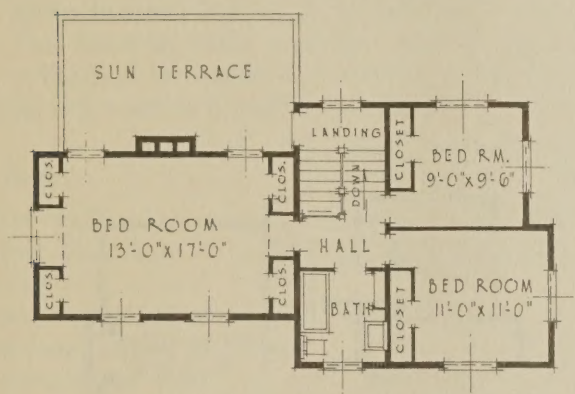 SUN TERRACE
LANDING
CLOSET
BED RM.
9'-0"X9'-6"
DOWN
CLOS.
CLOS.
BED ROOM
13'-0"X17'-0"
HALL
CLOS.
CLOS.
BATH
CLOSET
BED ROOM
11'-0"X11'-0"